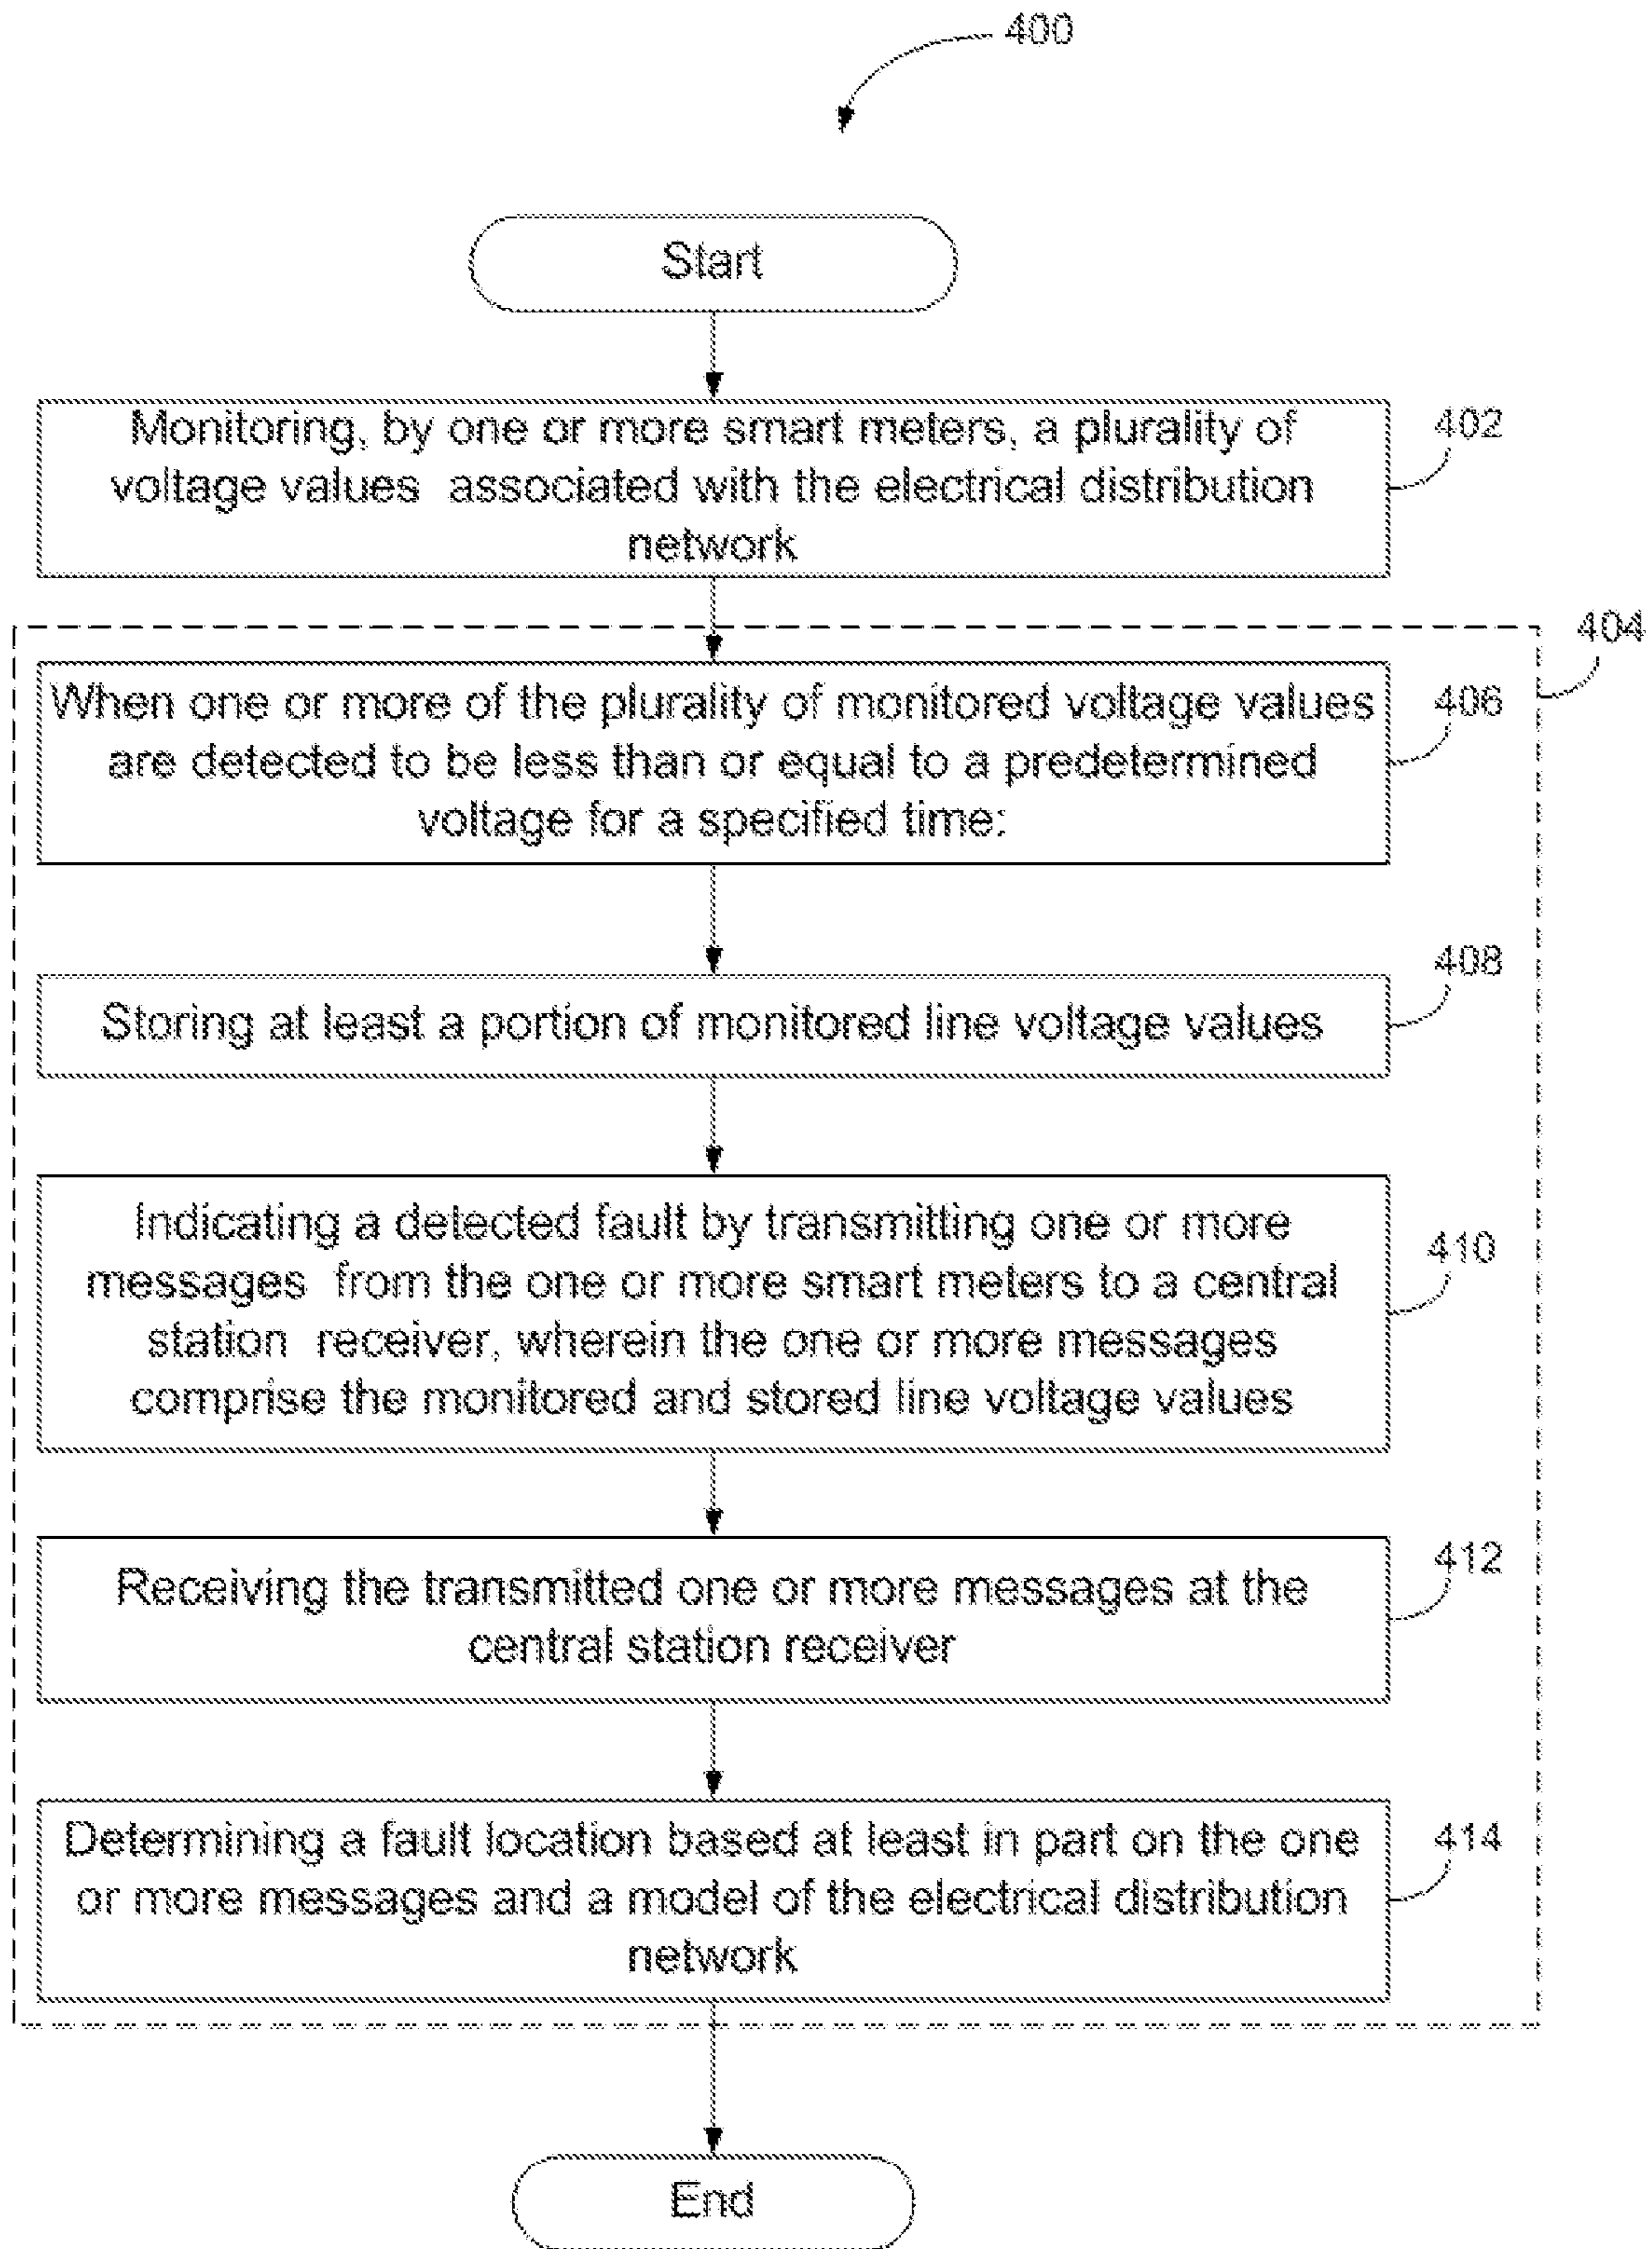 400
Start
Monitoring, by one or more smart meters, a plurality of
voltage values associated with the electrical distribution
network
402
404
When one or more of the plurality of monitored voltage values
are detected to be less than or equal to a predetermined
voltage for a specified time:
406
Storing at least a portion of monitored line voltage values
408
Indicating a detected fault by transmitting one or more
messages from the one or more smart meters to a central
station receiver, wherein the one or more messages
comprise the monitored and stored line voltage values
410
Receiving the transmitted one or more messages at the
central station receiver
412
Determining a fault location based at least in part on the one
or more messages and a model of the electrical distribution
network
414
End